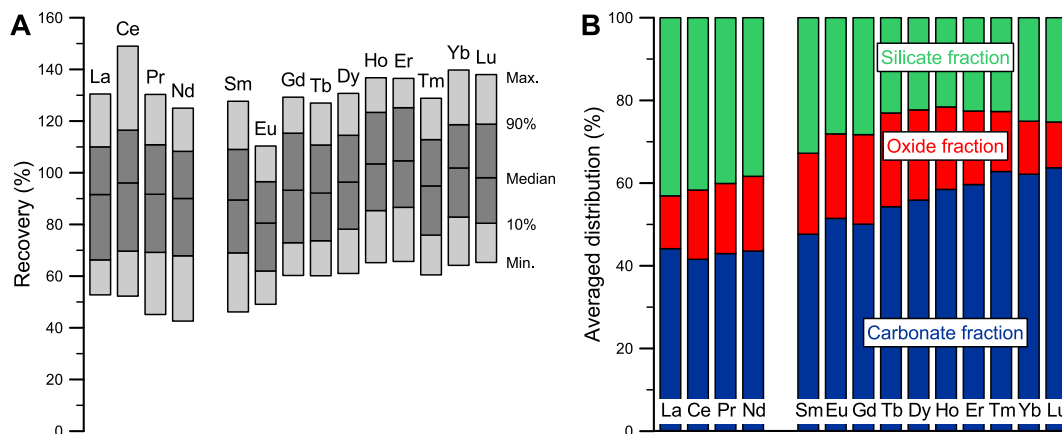 A
Recovery (%)
160
140
120
100
80
60
40
20
0
La
Ce
Pr
Nd
Sm
Eu
Gd
Tb
Dy
Ho
Er
Tm
Yb
Lu
Max.
90%
Median
10%
Min.
B
Averaged distribution (%)
100
80
60
40
20
0
Silicate fraction
Oxide fraction
Carbonate fraction
La Ce Pr Nd Sm Eu Gd Tb Dy Ho Er Tm Yb Lu